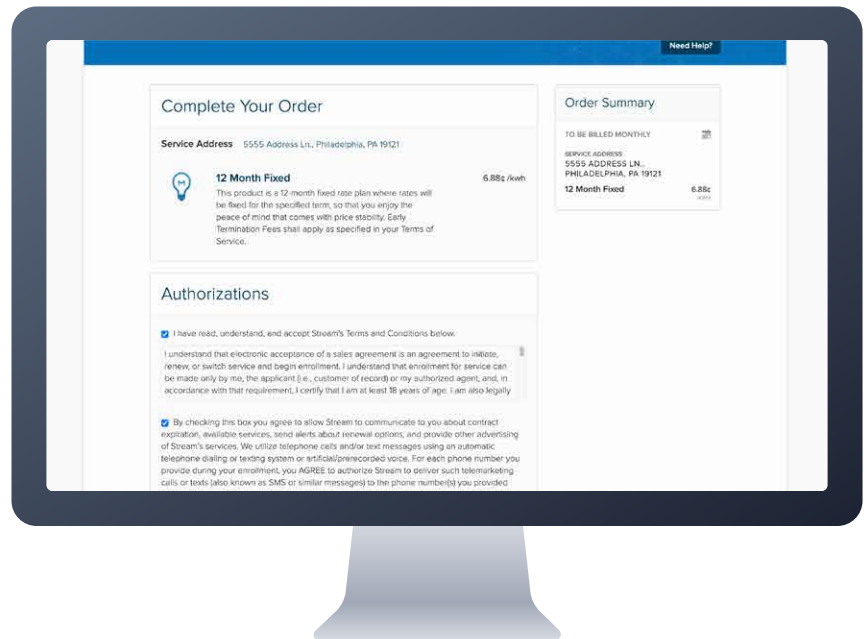 Need Help?
Complete Your Order
Service Address 5555 Address Ln., Philadelphia, PA 19121
12 Month Fixed 6.88¢ /kwh
This product is a 12-month fixed rate plan where rates will
be fixed for the specified term, so that you enjoy the
peace of mind that comes with price stability. Early
Termination Fees shall apply as specified in your Terms of
Service.
Order Summary
TO BE BILLED MONTHLY
SERVICE ADDRESS
5555 ADDRESS LN.,
PHILADELPHIA, PA 19121
12 Month Fixed 6.88¢
Authorizations
I have read, understand, and accept Stream's Terms and Conditions below.
I understand that electronic acceptance of a sales agreement is an agreement to initiate,
renew, or switch service and begin enrollment. I understand that enrollment for service can
be made only by me, the applicant (i.e., customer of record) or my authorized agent, and, in
accordance with that requirement, I certify that I am at least 18 years of age. I am also legally
By checking this box you agree to allow Stream to communicate to you about contract
expiration, available services, send alerts about renewal options, and provide other advertising
of Stream's services. We utilize telephone calls and/or text messages using an automatic
telephone dialing or texting system or artificial/prerecorded voice. For each phone number you
provide during your enrollment, you AGREE to authorize Stream to deliver such telemarketing
calls or texts (also known as SMS or similar messages) to the phone number(s) you provided